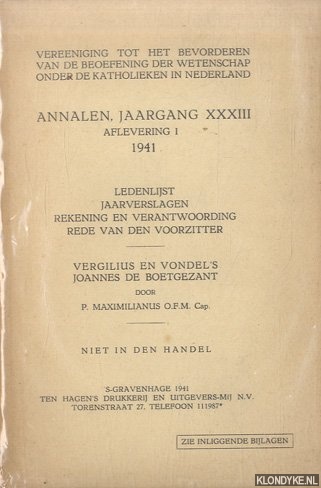 VEREENIGING TOT HET BEVORDEREN
VAN DE BEOEFENING DER WETENSCHAP
ONDER DE KATHOLIEKEN IN NEDERLAND
ANNALEN, JAARGANG XXXIII
AFLEVERING I
1941
LEDENLIJST
JAARVERSLAGEN
REKENING EN VERANTWOORDING
REDE VAN DEN VOORZITTER
VERGILIUS EN VONDEL'S
JOANNES DE BOETGEZANT
DOOR
P. MAXIMILIANUS O.F.M. Cap.
NIET IN DEN HANDEL
'S-GRAVENHAGE 1941
TEN HAGEN'S DRUKKERIJ EN UITGEVERS-MIJ N.V.
TORENSTRAAT 27. TELEFOON 111987*
ZIE INLIGGENDE BIJLAGEN
KLONDYKE.NL